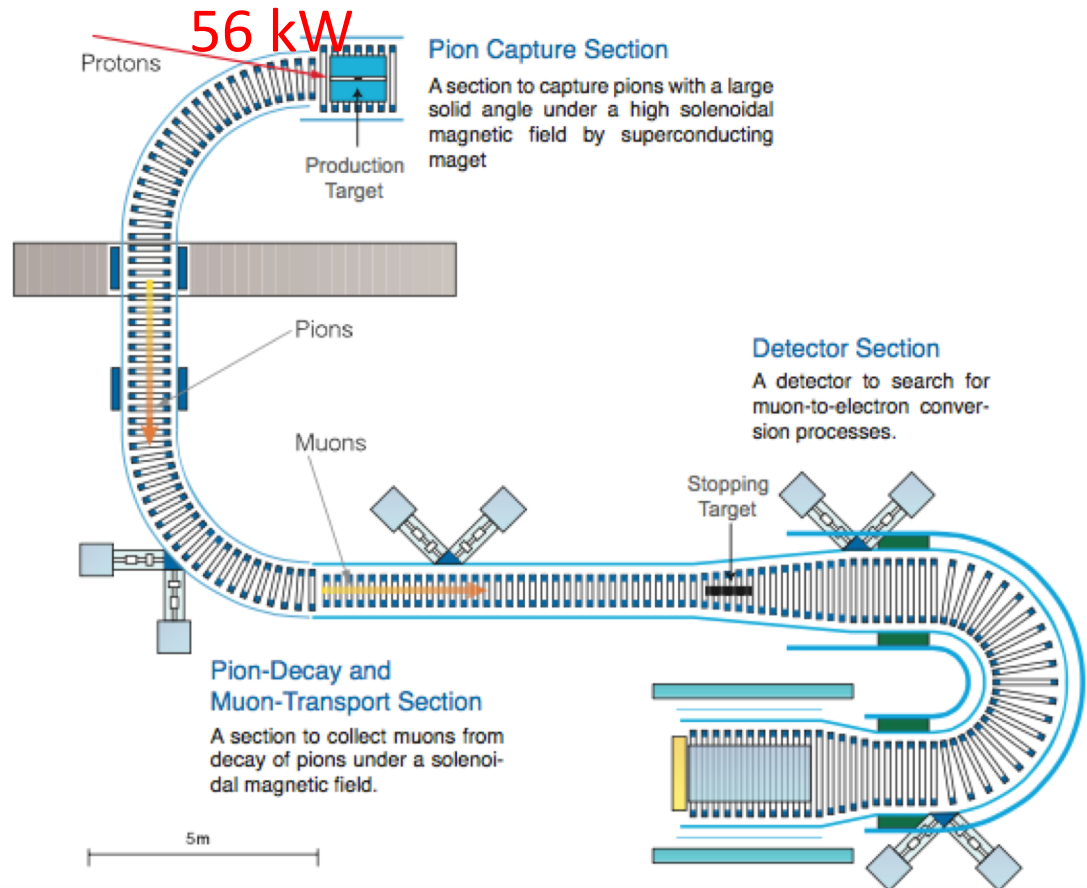 56 kW
Protons
Pion Capture Section
A section to capture pions with a large
solid angle under a high solenoidal
magnetic field by superconducting
maget
Production
Target
Pions
Detector Section
A detector to search for
muon-to-electron conver-
sion processes.
Muons
Stopping
Target
Pion-Decay and
Muon-Transport Section
A section to collect muons from
decay of pions under a solenoi-
dal magnetic field.
5m